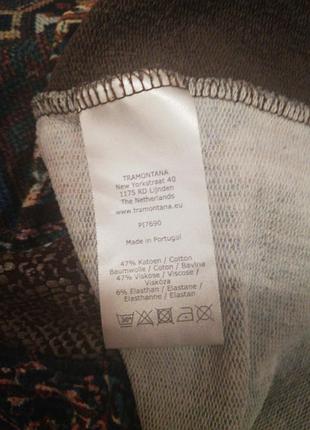 TRAMONTANA
New Yorkstraat 40
1175 RD Lijnden
The Netherlands
www.tramontana.eu
PI7690
Made in Portugal
47% Katoen / Cotton
Baumwolle / Coton / Bavlna
47% Viskose / Viscose /
Viskóza
6% Elasthan / Elastane /
Elasthanne / Elastan
30°